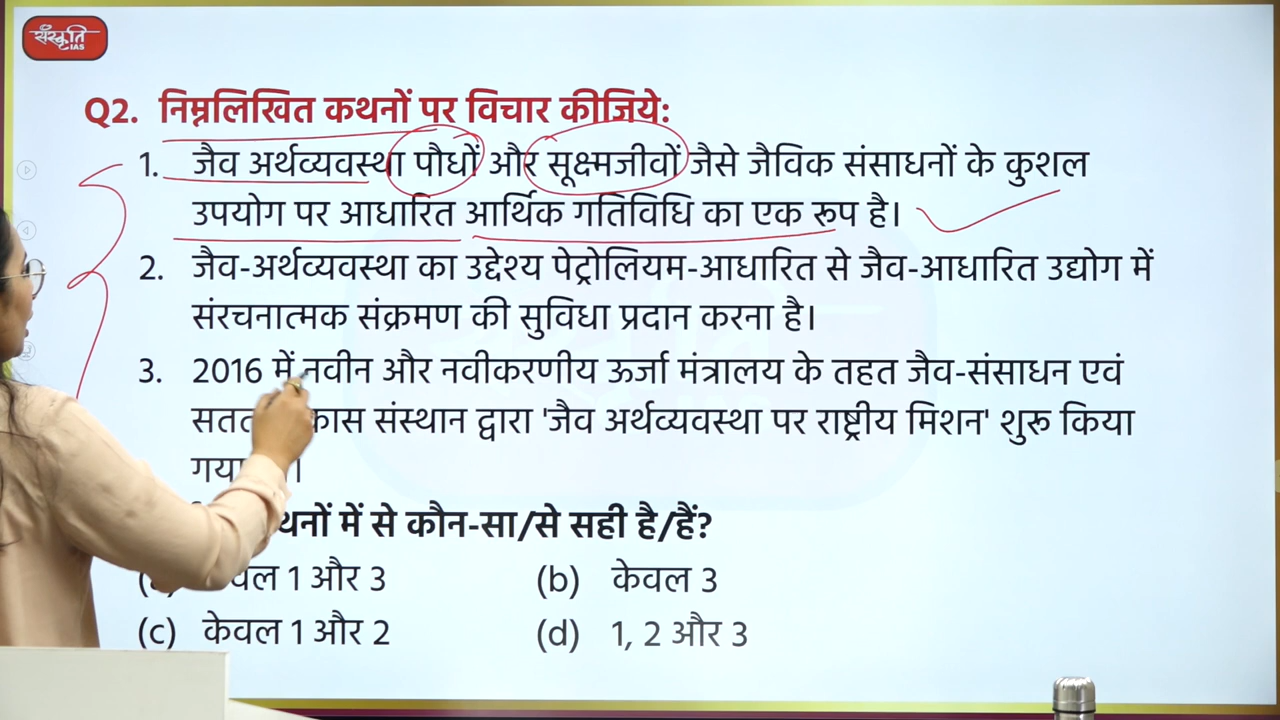 संस्कृति
IAS
Q2. निम्नलिखित कथनों पर विचार कीजिये:
1. जैव अर्थव्यवस्था पौधों और सूक्ष्मजीवों जैसे जैविक संसाधनों के कुशल
उपयोग पर आधारित आर्थिक गतिविधि का एक रूप है।
2. जैव-अर्थव्यवस्था का उद्देश्य पेट्रोलियम-आधारित से जैव-आधारित उद्योग में
संरचनात्मक संक्रमण की सुविधा प्रदान करना है।
3. 2016 में नवीन और नवीकरणीय ऊर्जा मंत्रालय के तहत जैव-संसाधन एवं
संस्थान द्वारा 'जैव अर्थव्यवस्था पर राष्ट्रीय मिशन' शुरू किया
में से कौन-सा/से सही है/हैं?
1 और 3 (b) केवल 3
(c) केवल 1 और 2 (d) 1, 2 और 3